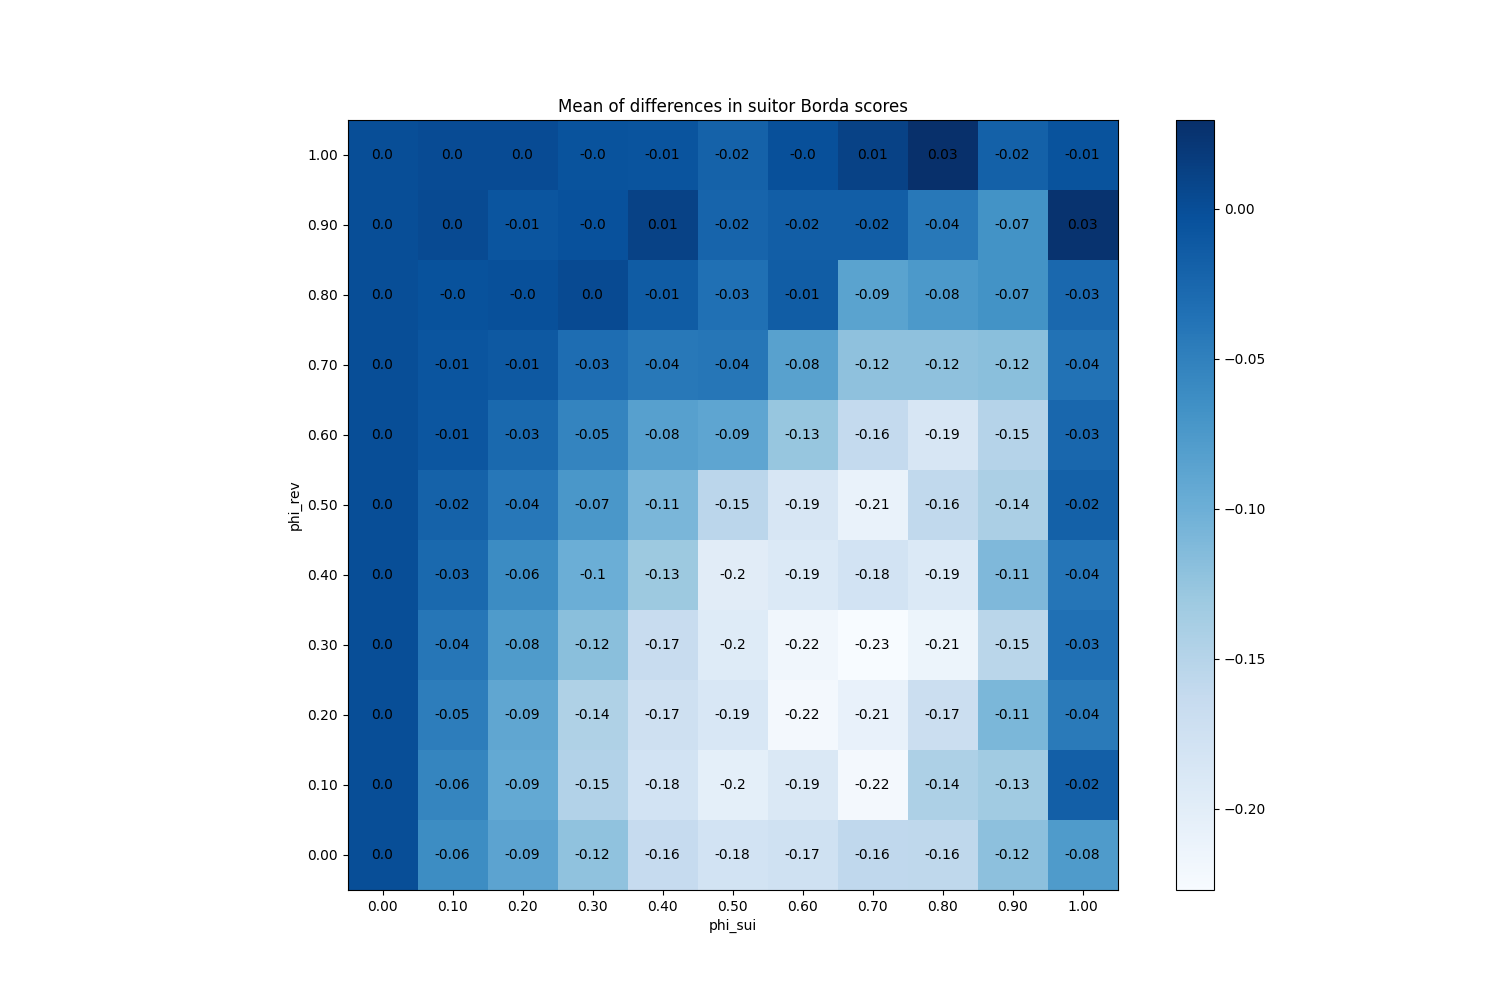 Mean of differences in suitor Borda scores
1.00 0.0 0.0 0.0 -0.0 -0.01 -0.02 -0.0 0.01 0.03 -0.02 -0.01
0.90 0.0 0.0 -0.01 -0.0 0.01 -0.02 -0.02 -0.02 -0.04 -0.07 0.03
0.80 0.0 -0.0 -0.0 0.0 -0.01 -0.03 -0.01 -0.09 -0.08 -0.07 -0.03
0.70 0.0 -0.01 -0.01 -0.03 -0.04 -0.04 -0.08 -0.12 -0.12 -0.12 -0.04
0.60 0.0 -0.01 -0.03 -0.05 -0.08 -0.09 -0.13 -0.16 -0.19 -0.15 -0.03
0.50 0.0 -0.02 -0.04 -0.07 -0.11 -0.15 -0.19 -0.21 -0.16 -0.14 -0.02
0.40 0.0 -0.03 -0.06 -0.1 -0.13 -0.2 -0.19 -0.18 -0.19 -0.11 -0.04
0.30 0.0 -0.04 -0.08 -0.12 -0.17 -0.2 -0.22 -0.23 -0.21 -0.15 -0.03
0.20 0.0 -0.05 -0.09 -0.14 -0.17 -0.19 -0.22 -0.21 -0.17 -0.11 -0.04
0.10 0.0 -0.06 -0.09 -0.15 -0.18 -0.2 -0.19 -0.22 -0.14 -0.13 -0.02
0.00 0.0 -0.06 -0.09 -0.12 -0.16 -0.18 -0.17 -0.16 -0.16 -0.12 -0.08
0.00 0.10 0.20 0.30 0.40 0.50 0.60 0.70 0.80 0.90 1.00
phi_sui
phi_rev
0.00
−0.05
−0.10
−0.15
−0.20